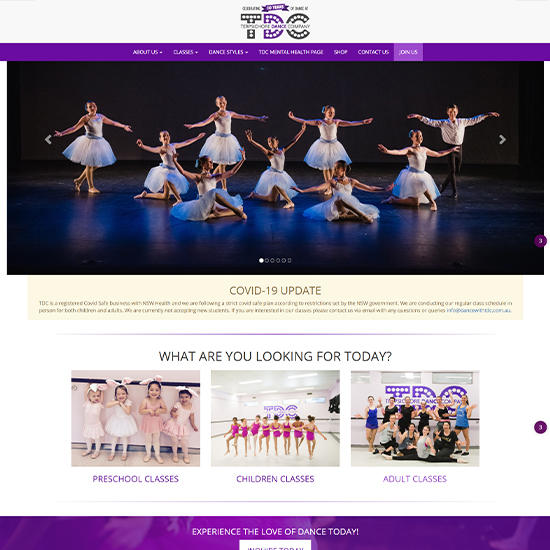 CELEBRATING 30 YEARS OF DANCE AT
TDC
TERPSICHORE DANCE COMPANY
ABOUT US CLASSES DANCE STYLES TDC MENTAL HEALTH PAGE SHOP CONTACT US JOIN US
3
COVID-19 UPDATE
TDC is a registered Covid Safe business with NSW Health and we are following a strict covid safe plan according to restrictions set by the NSW government. We are conducting our regular class schedule in
person for both children and adults. We are currently not accepting new students. If you are interested in our classes please contact us via email with any questions or queries info@dancewithtdc.com.au.
WHAT ARE YOU LOOKING FOR TODAY?
TDC
TERPSICHORE DANCE COMPANY
3
PRESCHOOL CLASSES CHILDREN CLASSES ADULT CLASSES
EXPERIENCE THE LOVE OF DANCE TODAY!
INQUIRE TODAY